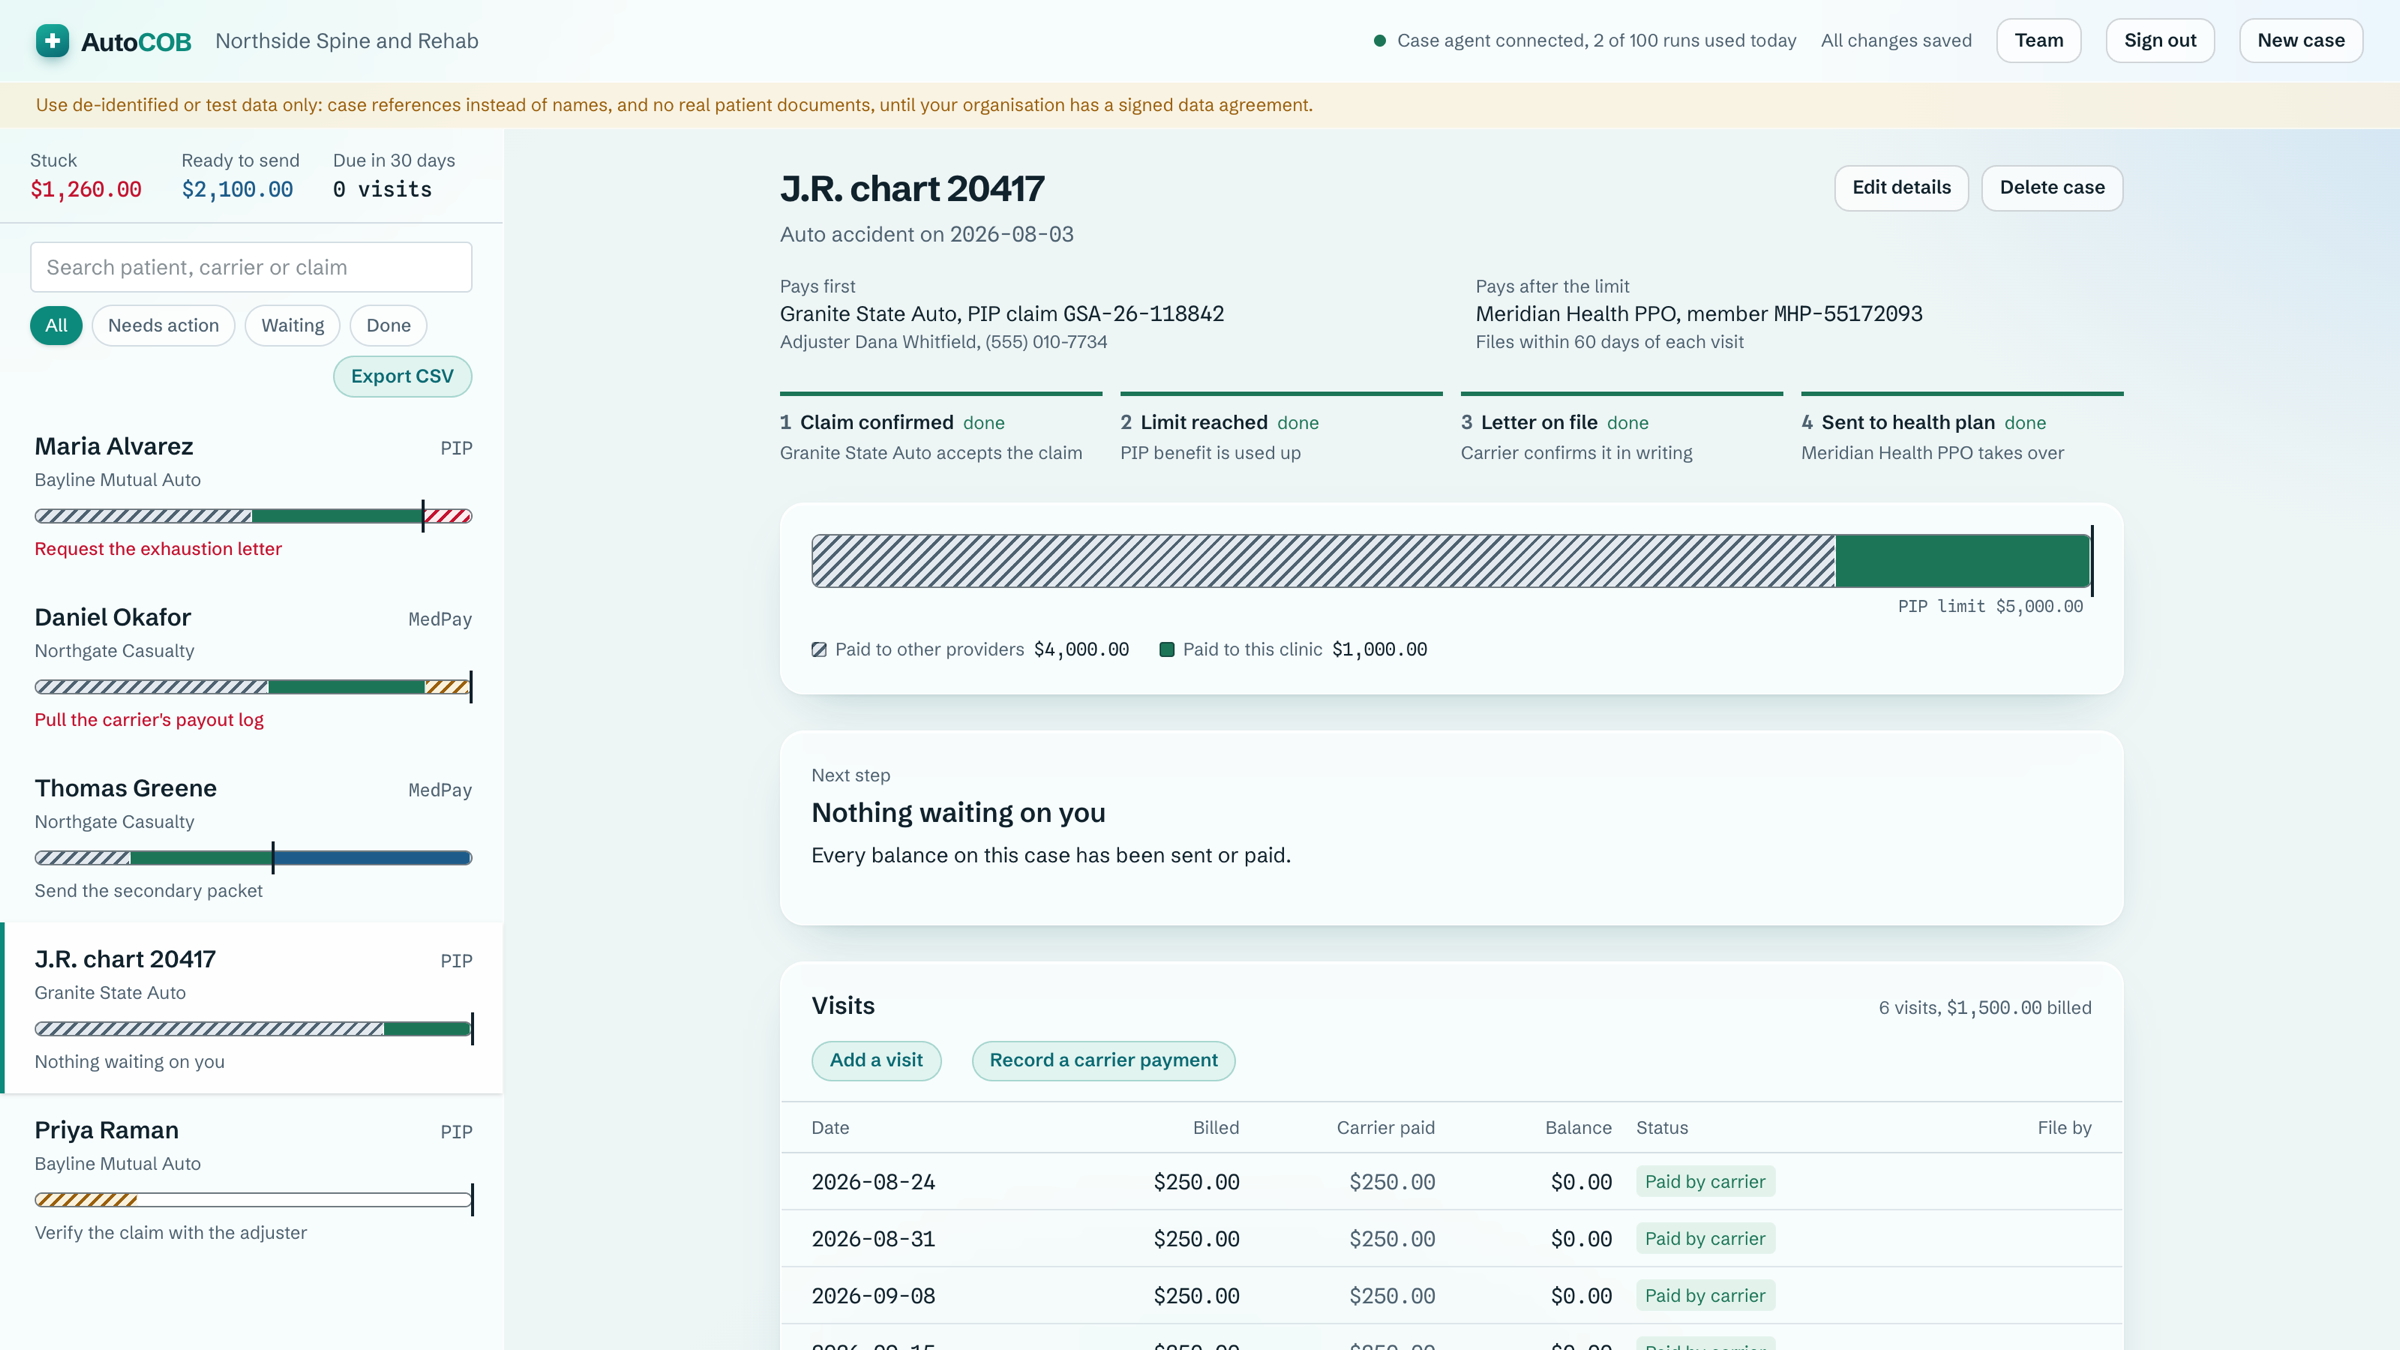 AutoCOB Northside Spine and Rehab Case agent connected, 2 of 100 runs used today All changes saved Team Sign out New case
Use de-identified or test data only: case references instead of names, and no real patient documents, until your organisation has a signed data agreement.
Stuck Ready to send Due in 30 days
$1,260.00 $2,100.00 0 visits
Search patient, carrier or claim
All Needs action Waiting Done
Export CSV
Maria Alvarez PIP
Bayline Mutual Auto
Request the exhaustion letter
Daniel Okafor MedPay
Northgate Casualty
Pull the carrier's payout log
Thomas Greene MedPay
Northgate Casualty
Send the secondary packet
J.R. chart 20417 PIP
Granite State Auto
Nothing waiting on you
Priya Raman PIP
Bayline Mutual Auto
Verify the claim with the adjuster
J.R. chart 20417 Edit details Delete case
Auto accident on 2026-08-03
Pays first
Granite State Auto, PIP claim GSA-26-118842
Adjuster Dana Whitfield, (555) 010-7734
Pays after the limit
Meridian Health PPO, member MHP-55172093
Files within 60 days of each visit
1 Claim confirmed done
Granite State Auto accepts the claim
2 Limit reached done
PIP benefit is used up
3 Letter on file done
Carrier confirms it in writing
4 Sent to health plan done
Meridian Health PPO takes over
PIP limit $5,000.00
Paid to other providers $4,000.00 Paid to this clinic $1,000.00
Next step
Nothing waiting on you
Every balance on this case has been sent or paid.
Visits 6 visits, $1,500.00 billed
Add a visit Record a carrier payment
Date Billed Carrier paid Balance Status File by
2026-08-24 $250.00 $250.00 $0.00 Paid by carrier
2026-08-31 $250.00 $250.00 $0.00 Paid by carrier
2026-09-08 $250.00 $250.00 $0.00 Paid by carrier